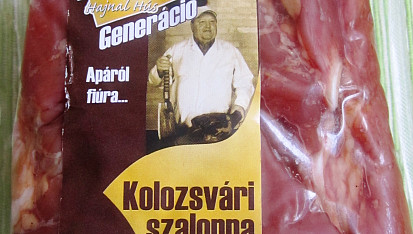 Hajnal Hús
Generáció
Apáról
fiúra...
Kolozsvári
szalonna